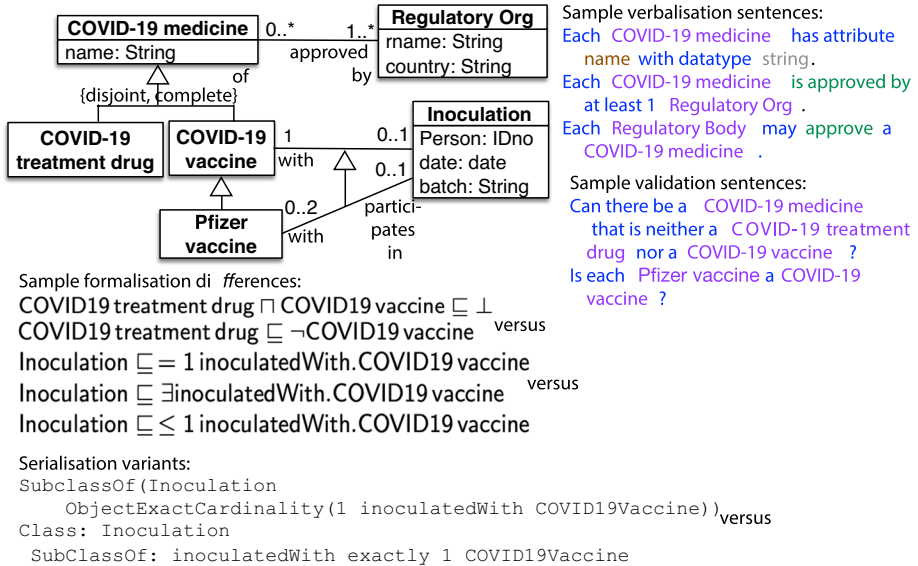 COVID-19 medicine
name: String
0..*
1..*
approved
by
of
Regulatory Org
rname: String
country: String
{disjoint, complete}
COVID-19
treatment drug
COVID-19
vaccine
1
with
0..1
0..1
Inoculation
Person: IDno
date: date
batch: String
Pfizer
vaccine
0..2
with
partici-
pates
in
Sample verbalisation sentences:
Each COVID-19 medicine has attribute
name with datatype string.
Each COVID-19 medicine is approved by
at least 1 Regulatory Org .
Each Regulatory Body may approve a
COVID-19 medicine .
Sample validation sentences:
Can there be a COVID-19 medicine
that is neither a COVID-19 treatment
drug nor a COVID-19 vaccine ?
Is each Pfizer vaccine a COVID-19
vaccine ?
Sample formalisation di fferences:
COVID19 treatment drug ⊓ COVID19 vaccine ⊑ ⊥
versus
COVID19 treatment drug ⊑ ¬COVID19 vaccine
Inoculation ⊑ = 1 inoculatedWith.COVID19 vaccine
versus
Inoculation ⊑ ∃inoculatedWith.COVID19 vaccine
Inoculation ⊑ ≤ 1 inoculatedWith.COVID19 vaccine
Serialisation variants:
SubclassOf(Inoculation
ObjectExactCardinality(1 inoculatedWith COVID19Vaccine))
versus
Class: Inoculation
SubClassOf: inoculatedWith exactly 1 COVID19Vaccine